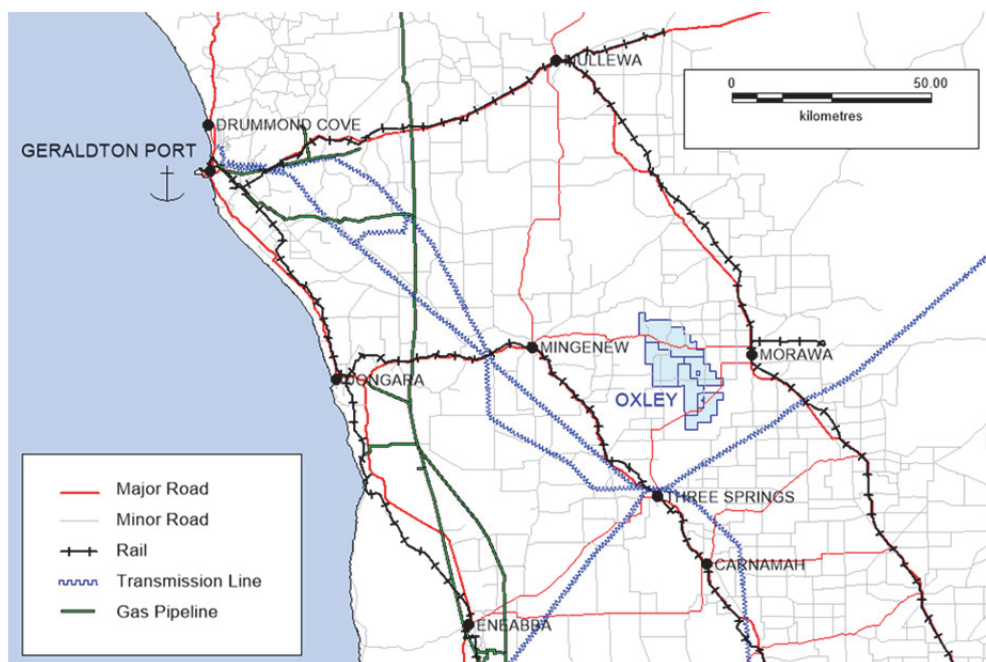 MULLEWA
0 50.00
kilometres
DRUMMOND COVE
GERALDTON PORT
MINGENEW
MORAWA
DONGARA
OXLEY
THREE SPRINGS
CARNAMAH
ENEABBA
Major Road
Minor Road
Rail
Transmission Line
Gas Pipeline